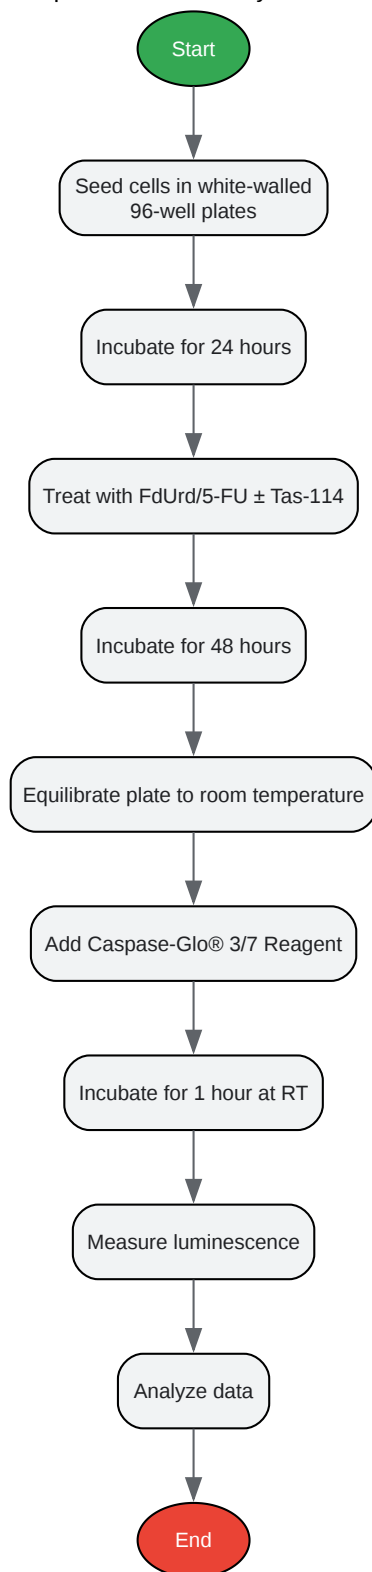 Start
Seed cells in white-walled
96-well plates
Incubate for 24 hours
Treat with FdUrd/5-FU ± Tas-114
Incubate for 48 hours
Equilibrate plate to room temperature
Add Caspase-Glo® 3/7 Reagent
Incubate for 1 hour at RT
Measure luminescence
Analyze data
End